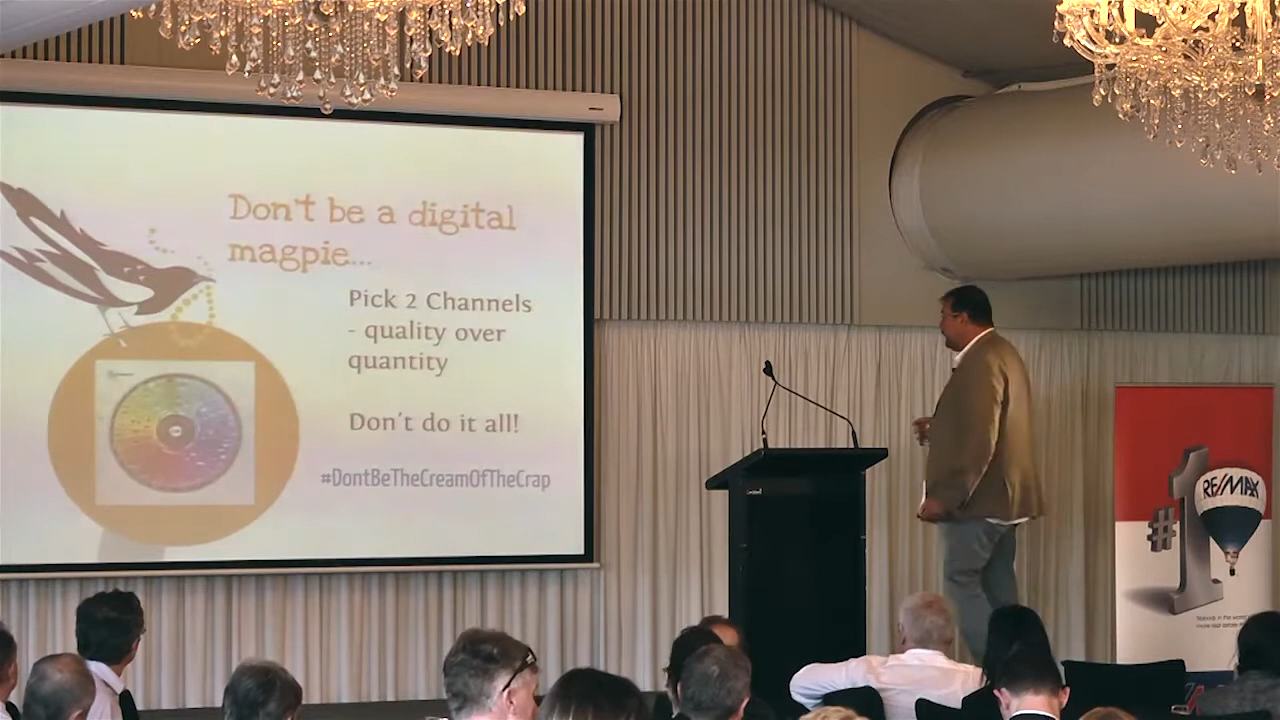 Don't be a digital
magpie...
Pick 2 Channels
- quality over
quantity
Don't do it all!
#DontBeTheCreamOfTheCrap
RE/MAX
#1